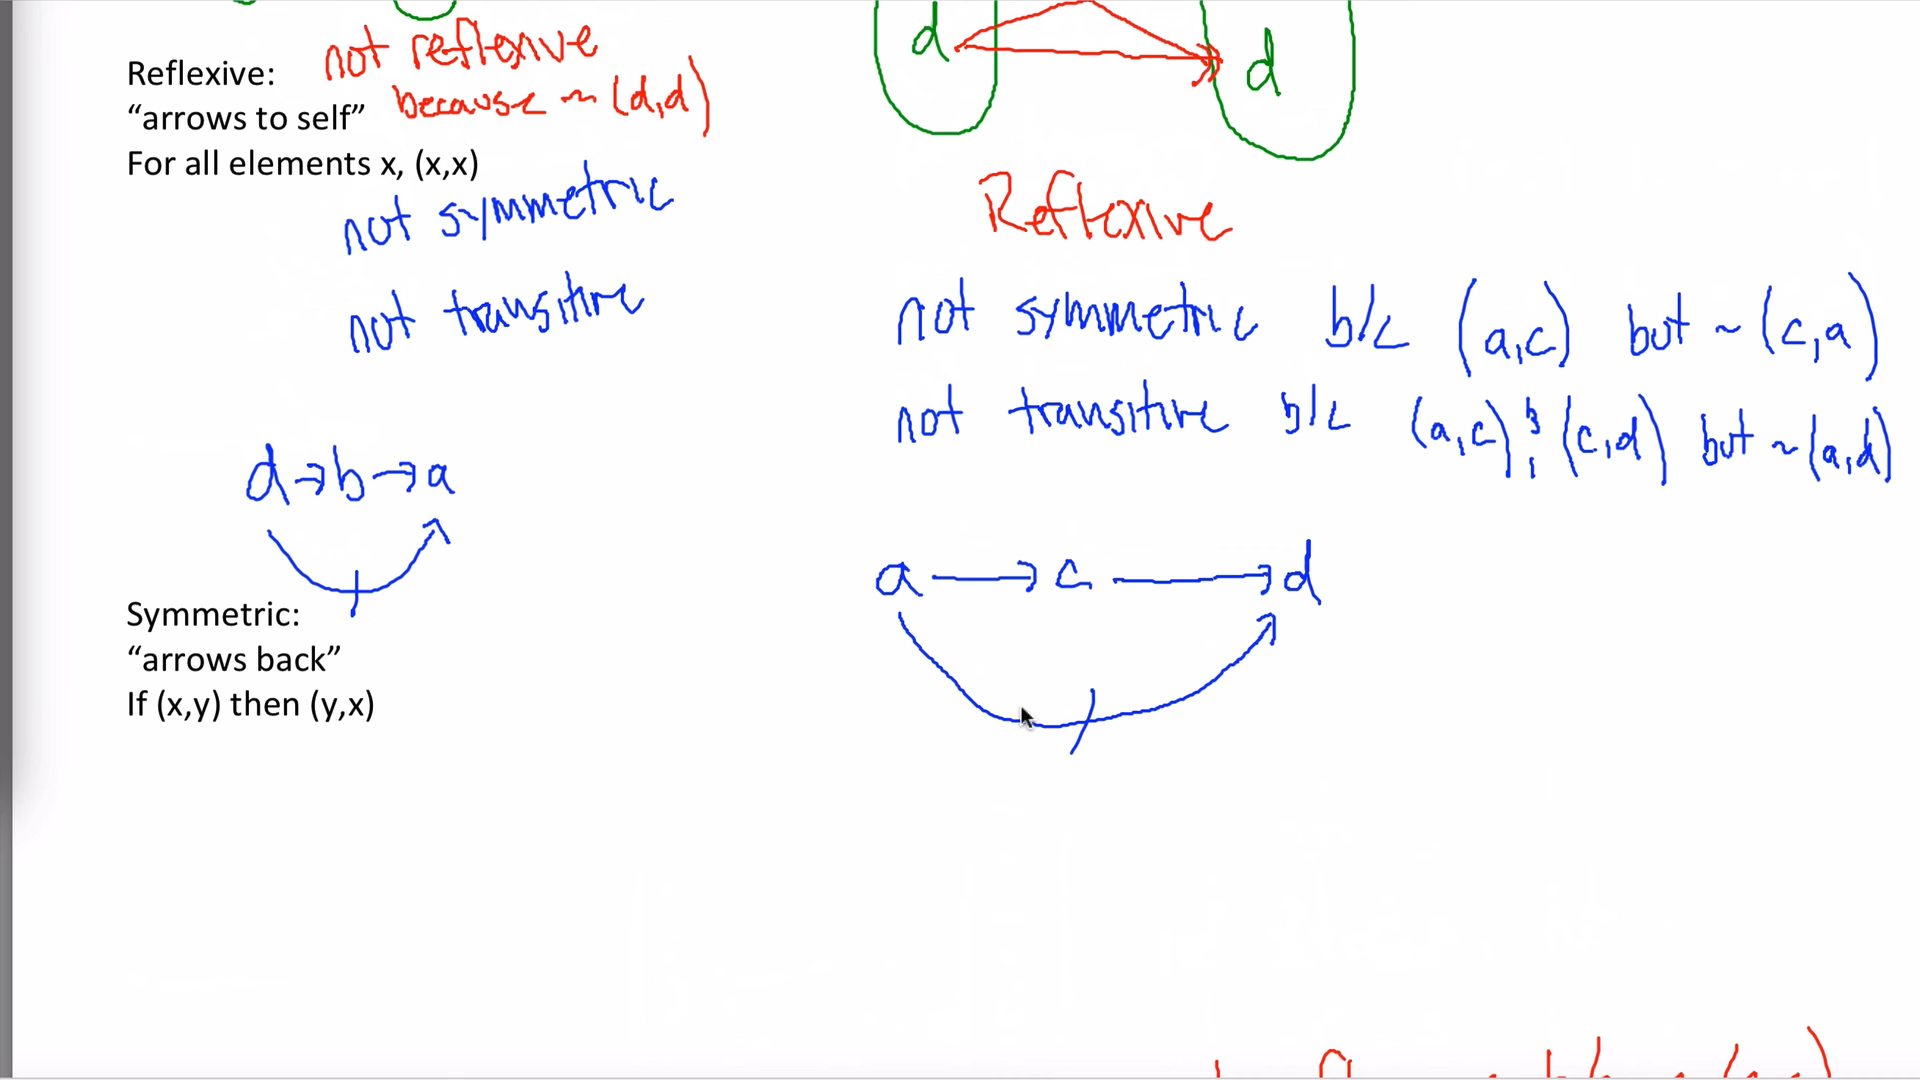 d
d
not reflexive
Reflexive:
because ~ (d,d)
"arrows to self"
For all elements x, (x,x)
not symmetric
Reflexive
not transitive
not symmetric b/c (a,c) but ~ (c,a)
not transitive b/c (a,c) & (c,d) but ~ (a,d)
d → b → a
a → c → d
Symmetric:
"arrows back"
If (x,y) then (y,x)